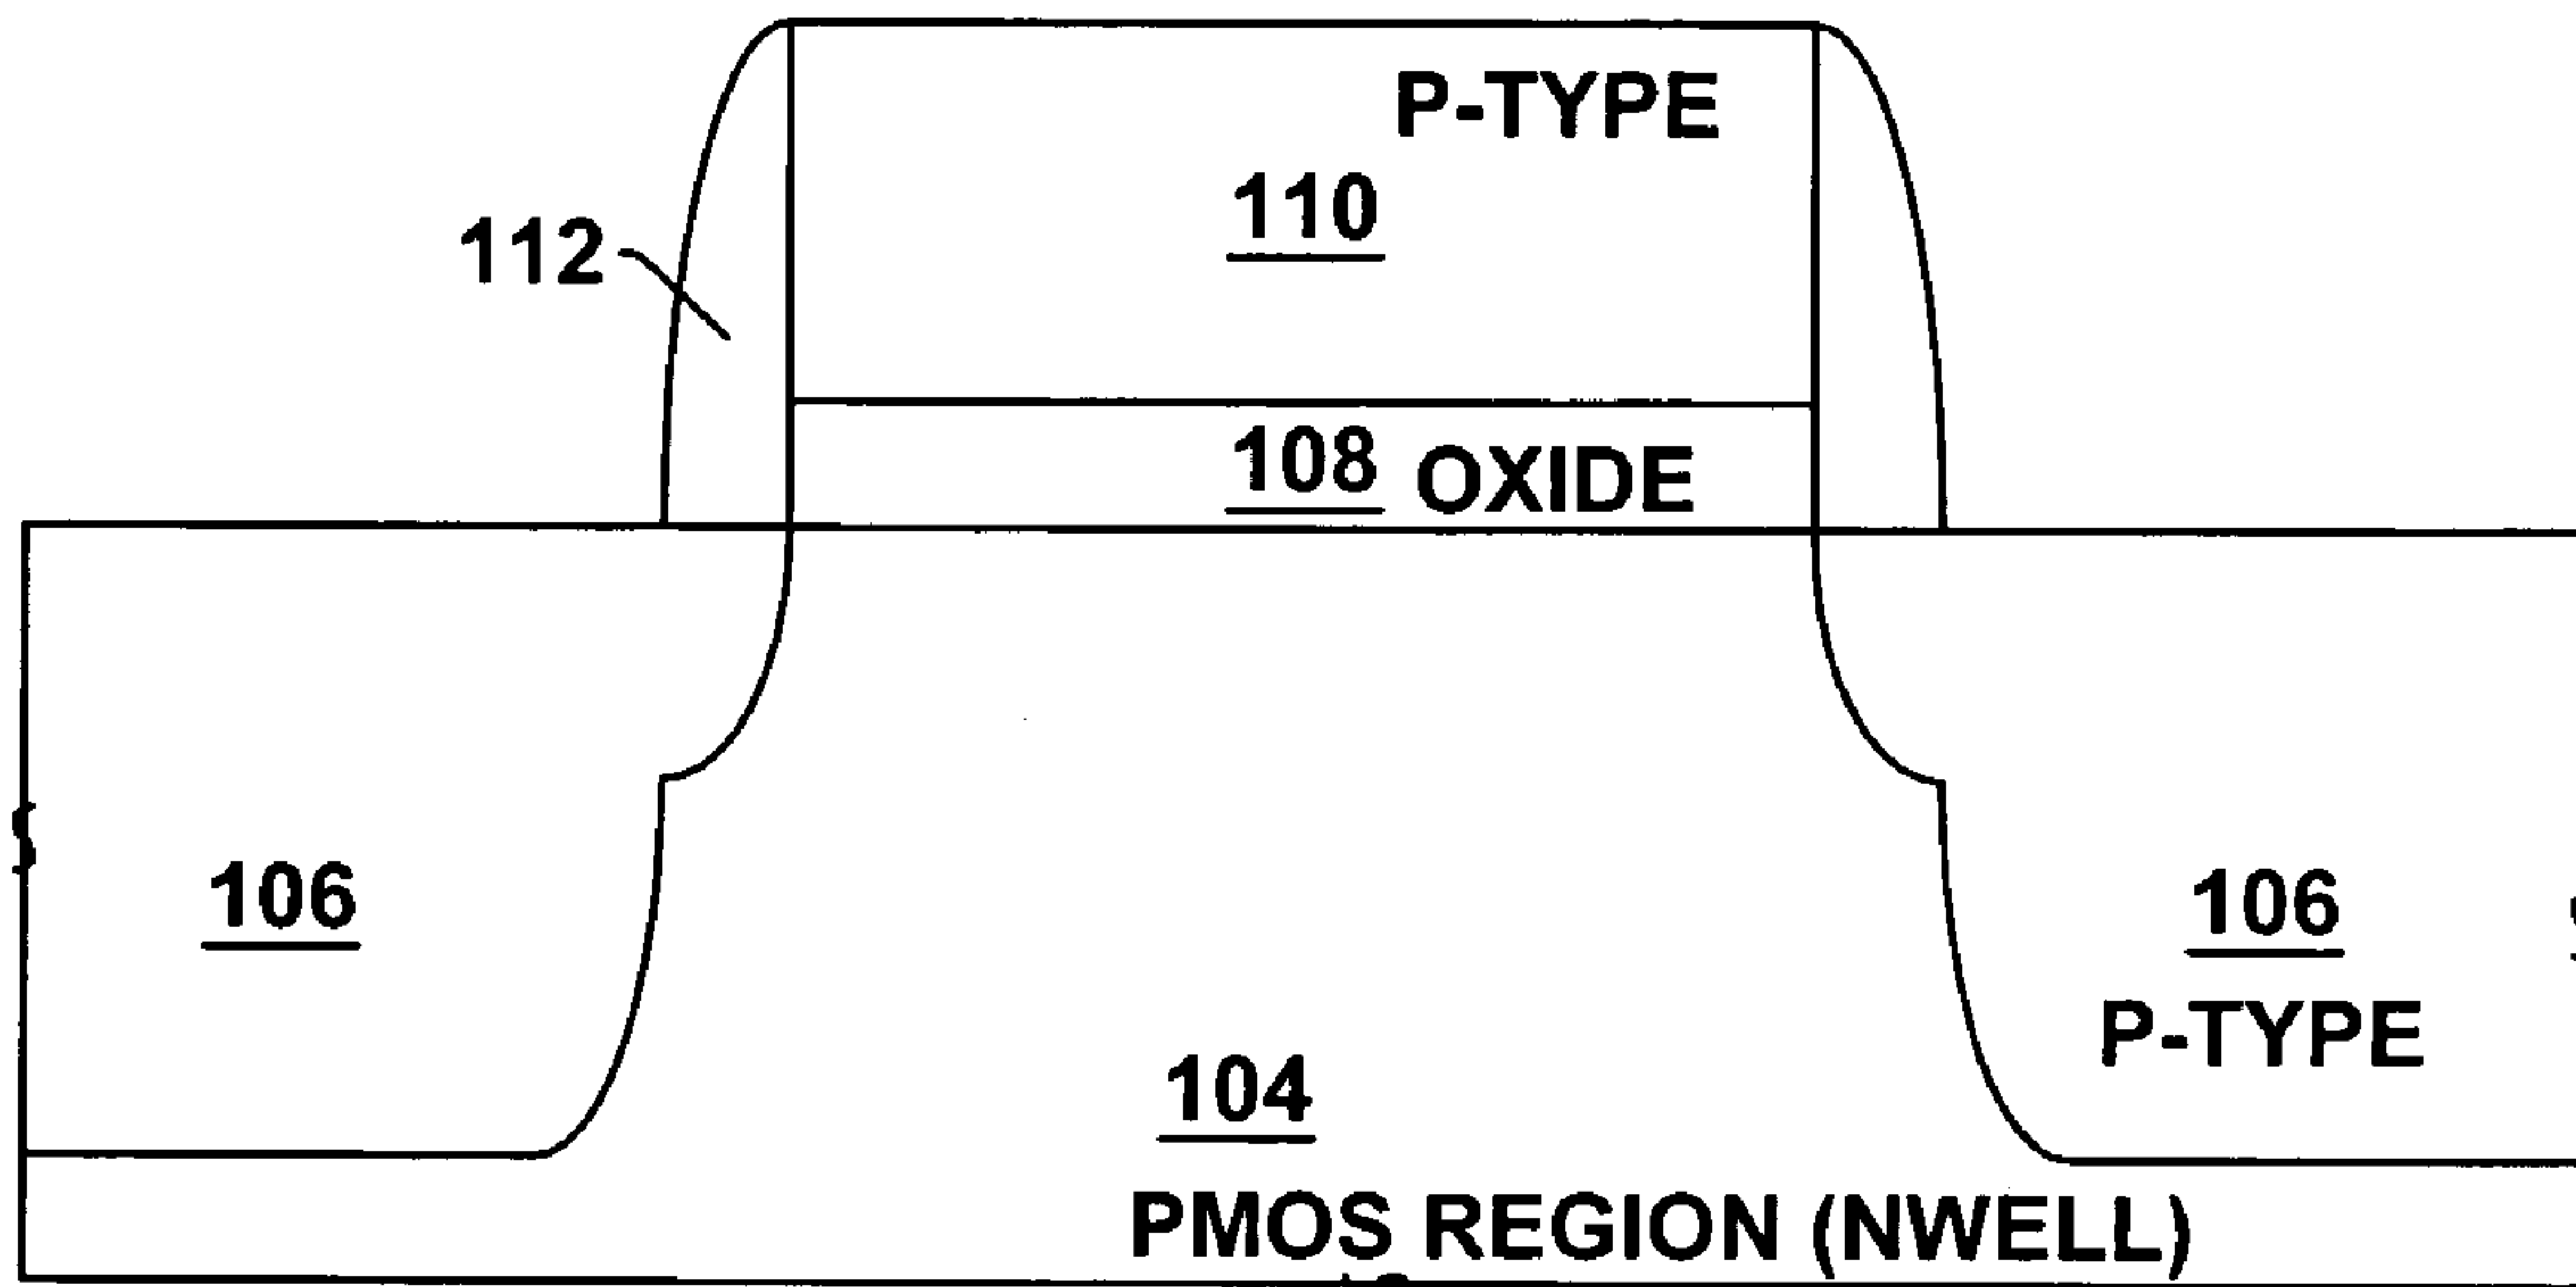 P-TYPE
110
112
108 OXIDE
106
106
P-TYPE
104
PMOS REGION (NWELL)